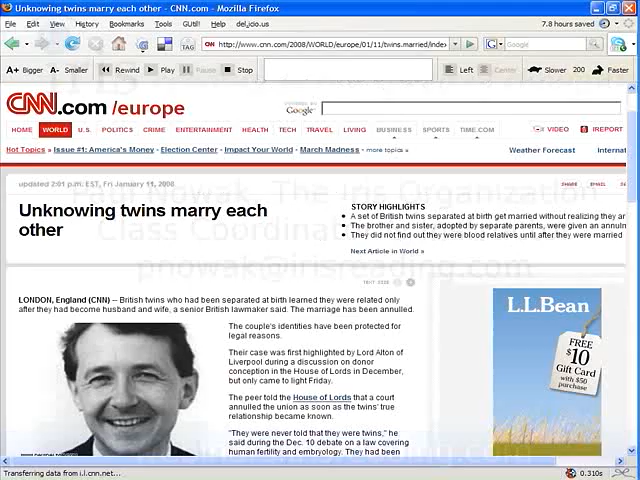 Unknowing twins marry each other - CNN.com - Mozilla Firefox
File Edit View History Bookmarks Tools GUtil! Help del_icio.us 7.8 hours saved
TAG http://www.cnn.com/2008/WORLD/europe/01/11/twins.married/index Google
A+ Bigger A- Smaller Rewind Play Pause Stop Left Center Slower 200 Faster
CNN.com /europe
Google
HOME WORLD U.S. POLITICS CRIME ENTERTAINMENT HEALTH TECH TRAVEL LIVING BUSINESS SPORTS TIME.COM VIDEO IREPORT
Hot Topics » Issue #1: America's Money - Election Center - Impact Your World - March Madness - more topics » Weather Forecast Internat
updated 2:01 p.m. EST, Fri January 11, 2008 SHARE EMAIL
Paul Nowak, The Iris Organization
Class Coordinat
pnowak@irisreading.com
Unknowing twins marry each
other
STORY HIGHLIGHTS
A set of British twins separated at birth get married without realizing they ar
The brother and sister, adopted by separate parents, were given an annulm
They did not find out they were blood relatives until after they were married
Next Article in World »
TEXT SIZE
LONDON, England (CNN) -- British twins who had been separated at birth learned they were related only
after they had become husband and wife, a senior British lawmaker said. The marriage has been annulled.
The couple's identities have been protected for
legal reasons.
Their case was first highlighted by Lord Alton of
Liverpool during a discussion on donor
conception in the House of Lords in December,
but only came to light Friday.
The peer told the House of Lords that a court
annulled the union as soon as the twins' true
relationship became known.
"They were never told that they were twins," he
said during the Dec. 10 debate on a law covering
human fertility and embryology. "They had been
L.L.Bean
FREE
$10
Gift Card
with $50
purchase
Transferring data from i.l.cnn.net... 0.310s